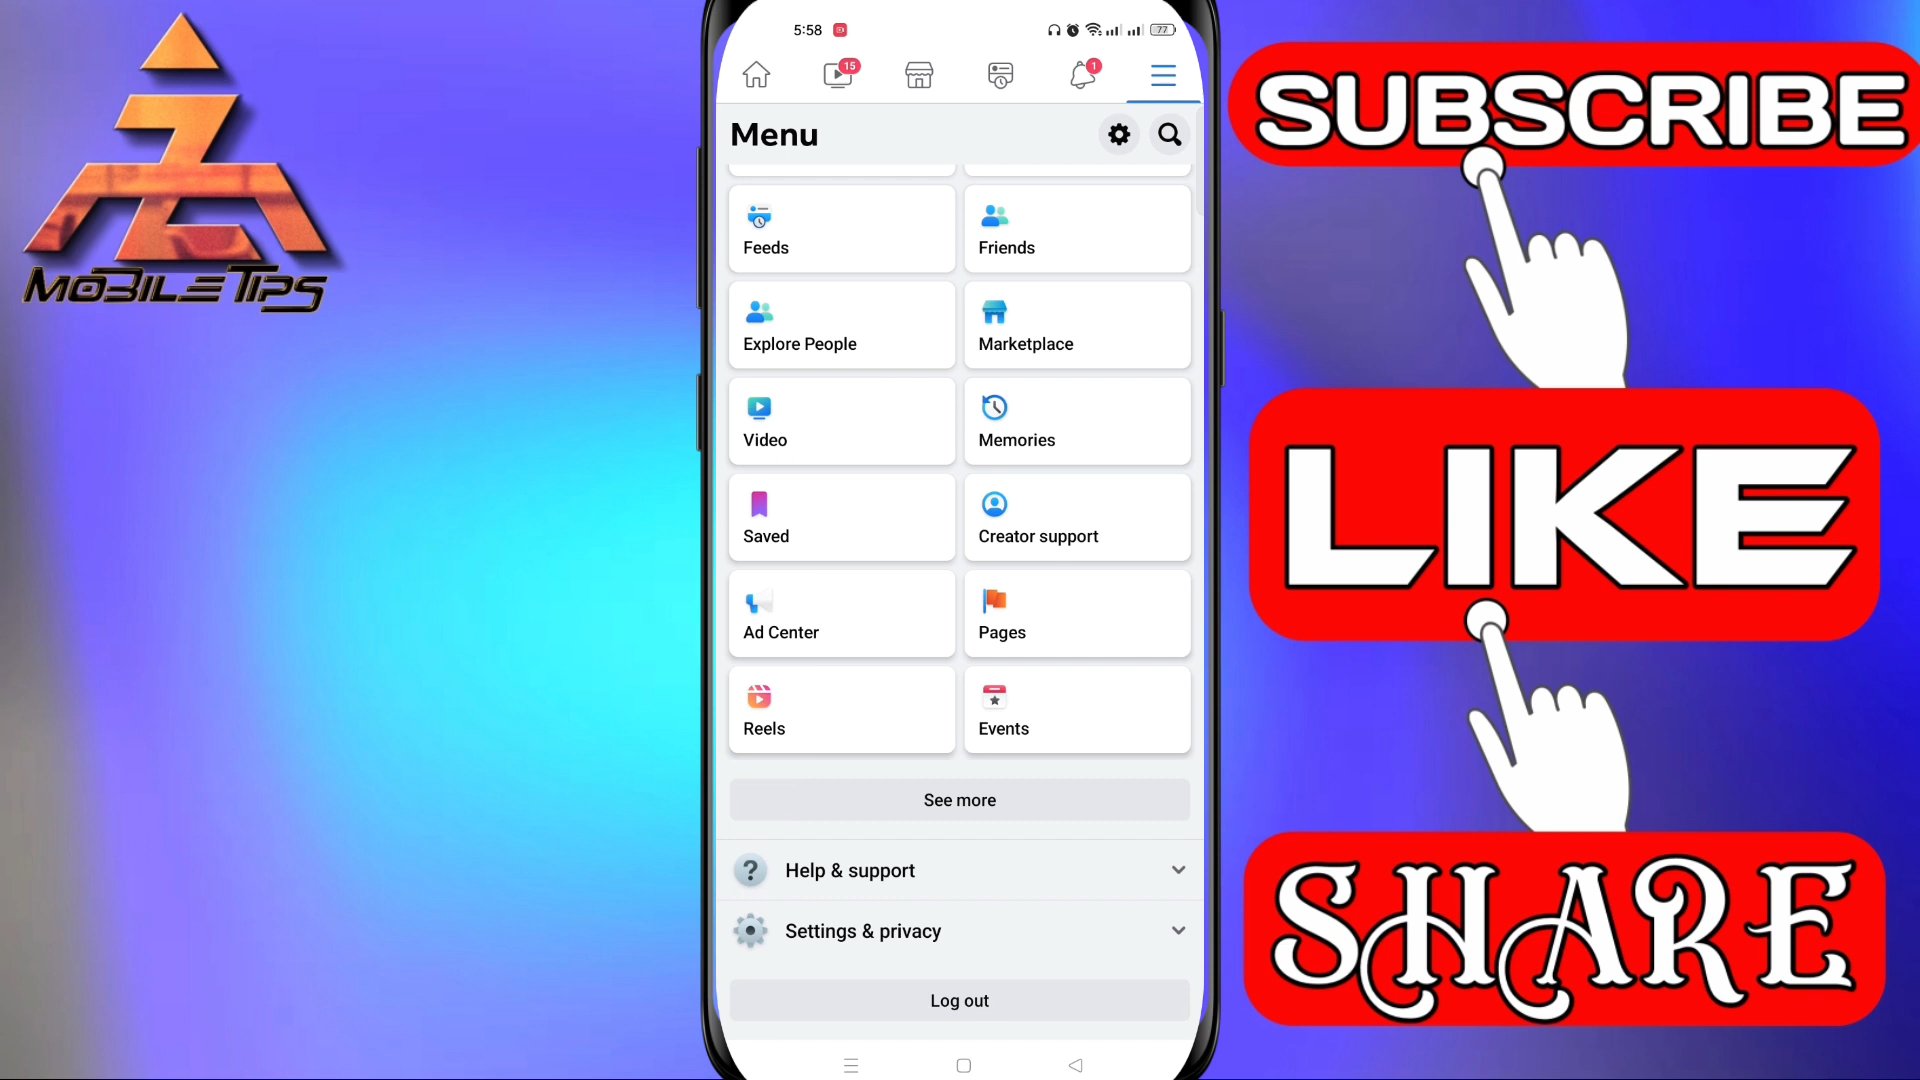 MOBILE TIPS
5:58
77
15
1
Menu
Feeds
Friends
Explore People
Marketplace
Video
Memories
Saved
Creator support
Ad Center
Pages
Reels
Events
See more
Help & support
Settings & privacy
Log out
SUBSCRIBE
LIKE
SHARE